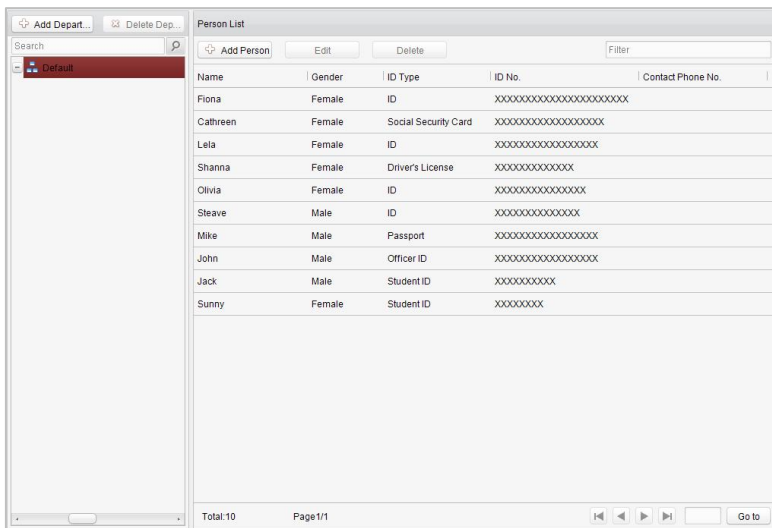 Add Depart... Delete Dep...
Search
Default
Person List
Add Person Edit Delete Filter
Name Gender ID Type ID No. Contact Phone No.
Fiona Female ID XXXXXXXXXXXXXXXXXXXXXX
Cathreen Female Social Security Card XXXXXXXXXXXXXXXXXX
Lela Female ID XXXXXXXXXXXXXXXXX
Shanna Female Driver's License XXXXXXXXXXXXX
Olivia Female ID XXXXXXXXXXXXXXX
Steave Male ID XXXXXXXXXXXXXX
Mike Male Passport XXXXXXXXXXXXXXXXX
John Male Officer ID XXXXXXXXXXXXXXXXX
Jack Male Student ID XXXXXXXXXX
Sunny Female Student ID XXXXXXXX
Total:10 Page1/1 Go to